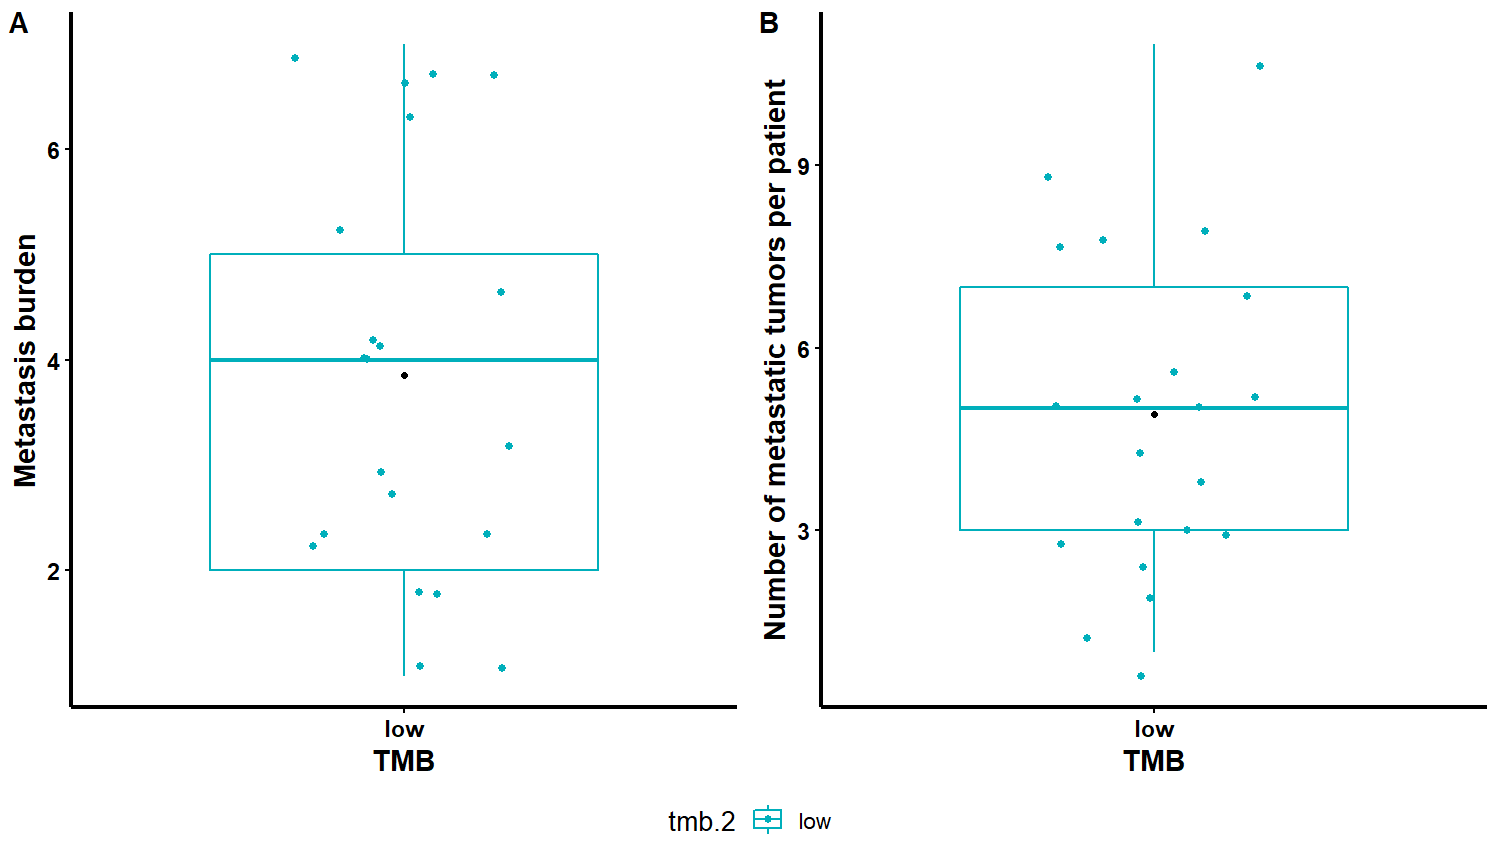 A
Metastasis burden
6
4
2
low
TMB
B
Number of metastatic tumors per patient
9
6
3
low
TMB
tmb.2 low